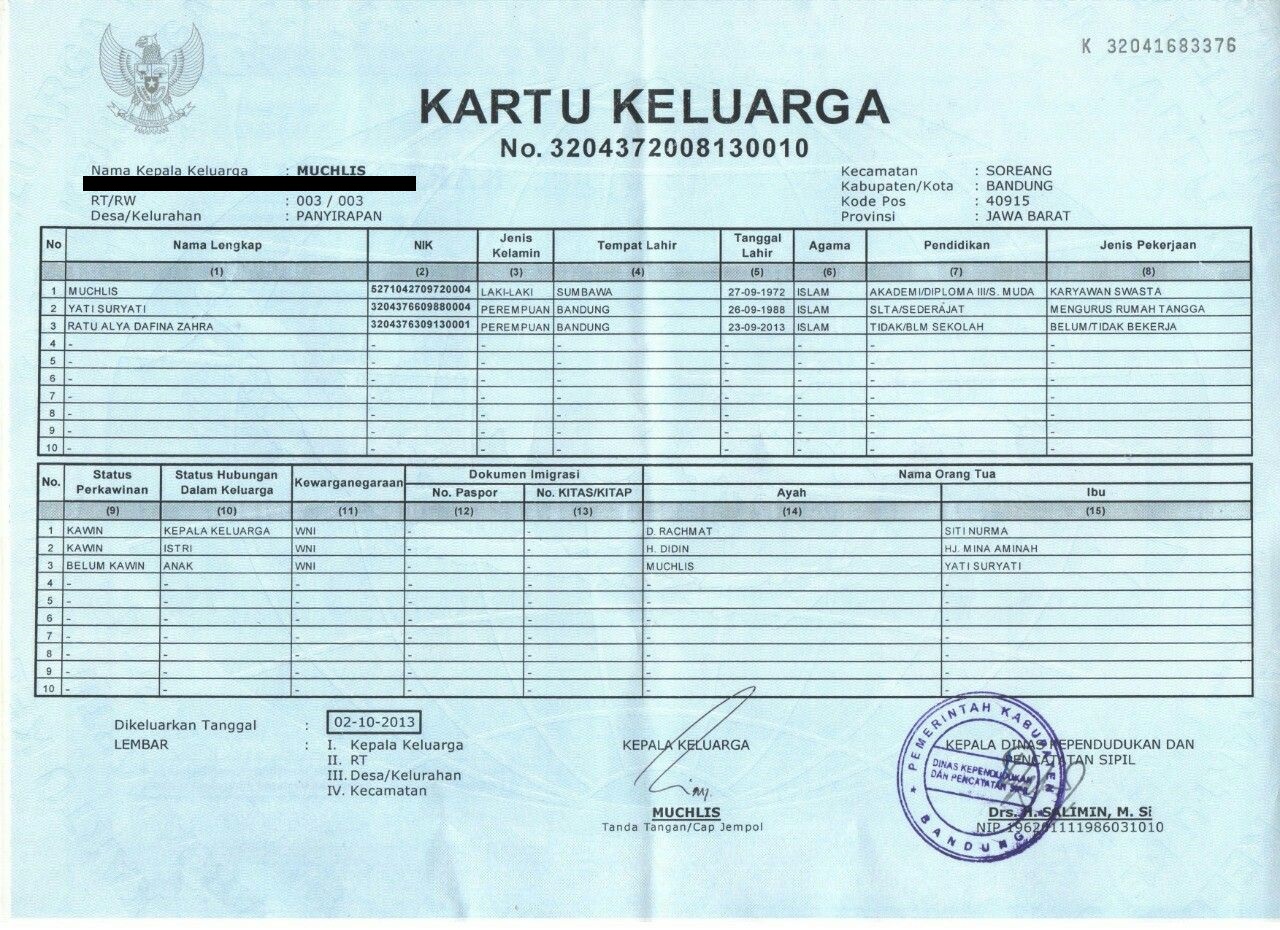 K 32041683376
KARTU KELUARGA
No. 3204372008130010
Nama Kepala Keluarga : MUCHLIS
RT/RW : 003 / 003
Desa/Kelurahan : PANYIRAPAN
Kecamatan : SOREANG
Kabupaten/Kota : BANDUNG
Kode Pos : 40915
Provinsi : JAWA BARAT
No Nama Lengkap NIK Jenis Kelamin Tempat Lahir Tanggal Lahir Agama Pendidikan Jenis Pekerjaan
(1) (2) (3) (4) (5) (6) (7) (8)
1 MUCHLIS 5271042709720004 LAKI-LAKI SUMBAWA 27-09-1972 ISLAM AKADEMI/DIPLOMA III/S. MUDA KARYAWAN SWASTA
2 YATI SURYATI 3204376609880004 PEREMPUAN BANDUNG 26-09-1988 ISLAM SLTA/SEDERAJAT MENGURUS RUMAH TANGGA
3 RATU ALYA DAFINA ZAHRA 3204376309130001 PEREMPUAN BANDUNG 23-09-2013 ISLAM TIDAK/BLM SEKOLAH BELUM/TIDAK BEKERJA
4 - - - - - - - -
5 - - - - - - - -
6 - - - - - - - -
7 - - - - - - - -
8 - - - - - - - -
9 - - - - - - - -
10 - - - - - - - -
No. Status Perkawinan Status Hubungan Dalam Keluarga Kewarganegaraan Dokumen Imigrasi Nama Orang Tua
No. Paspor No. KITAS/KITAP Ayah Ibu
(9) (10) (11) (12) (13) (14) (15)
1 KAWIN KEPALA KELUARGA WNI - - D. RACHMAT SITI NURMA
2 KAWIN ISTRI WNI - - H. DIDIN HJ. MINA AMINAH
3 BELUM KAWIN ANAK WNI - - MUCHLIS YATI SURYATI
4 - - - - - - -
5 - - - - - - -
6 - - - - - - -
7 - - - - - - -
8 - - - - - - -
9 - - - - - - -
10 - - - - - - -
Dikeluarkan Tanggal : 02-10-2013
LEMBAR : I. Kepala Keluarga
II. RT
III. Desa/Kelurahan
IV. Kecamatan
KEPALA KELUARGA
MUCHLIS
Tanda Tangan/Cap Jempol
KEPALA DINAS KEPENDUDUKAN DAN
PENCATATAN SIPIL
Drs. H. SALIMIN, M. Si
NIP 196201111986031010
PEMERINTAH KABUPATEN
DINAS KEPENDUDUKAN
DAN PENCATATAN SIPIL
BANDUNG